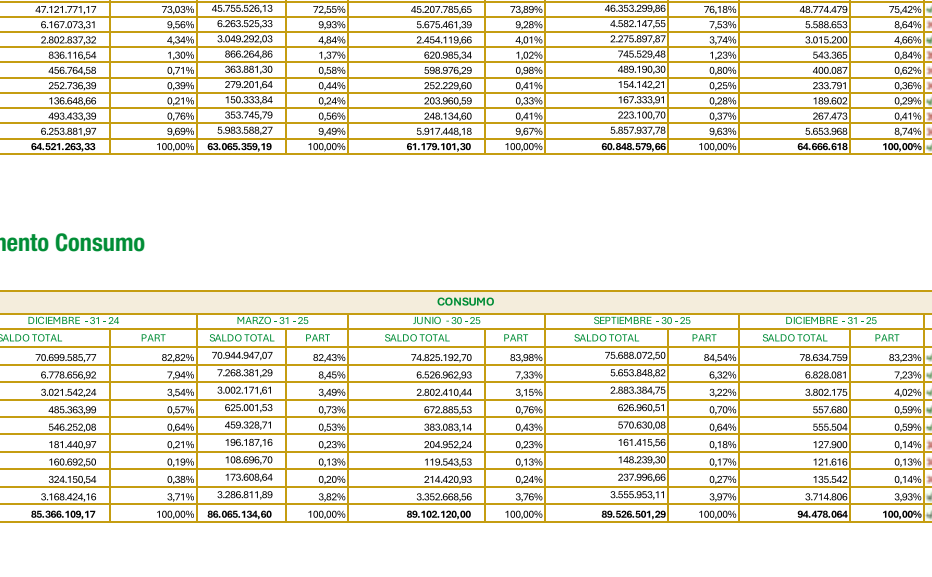 47.121.771,17 73,03% 45.755.526,13 72,55% 45.207.785,65 73,89% 46.353.299,86 76,18% 48.774.479 75,42%
6.167.073,31 9,56% 6.263.525,33 9,93% 5.675.461,39 9,28% 4.582.147,55 7,53% 5.588.653 8,64%
2.802.837,32 4,34% 3.049.292,03 4,84% 2.454.119,66 4,01% 2.275.897,87 3,74% 3.015.200 4,66%
836.116,54 1,30% 866.264,86 1,37% 620.985,34 1,02% 745.529,48 1,23% 543.365 0,84%
456.764,58 0,71% 363.881,30 0,58% 598.976,29 0,98% 489.190,30 0,80% 400.087 0,62%
252.736,39 0,39% 279.201,64 0,44% 252.229,60 0,41% 154.142,21 0,25% 233.791 0,36%
136.648,66 0,21% 150.333,84 0,24% 203.960,59 0,33% 167.333,91 0,28% 189.602 0,29%
493.433,39 0,76% 353.745,79 0,56% 248.134,60 0,41% 223.100,70 0,37% 267.473 0,41%
6.253.881,97 9,69% 5.983.588,27 9,49% 5.917.448,18 9,67% 5.857.937,78 9,63% 5.653.968 8,74%
64.521.263,33 100,00% 63.065.359,19 100,00% 61.179.101,30 100,00% 60.848.579,66 100,00% 64.666.618 100,00%
mento Consumo
CONSUMO
DICIEMBRE - 31 - 24 MARZO - 31 - 25 JUNIO - 30 - 25 SEPTIEMBRE - 30 - 25 DICIEMBRE - 31 - 25
SALDO TOTAL PART SALDO TOTAL PART SALDO TOTAL PART SALDO TOTAL PART SALDO TOTAL PART
70.699.585,77 82,82% 70.944.947,07 82,43% 74.825.192,70 83,98% 75.688.072,50 84,54% 78.634.759 83,23%
6.778.656,92 7,94% 7.268.381,29 8,45% 6.526.962,93 7,33% 5.653.848,82 6,32% 6.828.081 7,23%
3.021.542,24 3,54% 3.002.171,61 3,49% 2.802.410,44 3,15% 2.883.384,75 3,22% 3.802.175 4,02%
485.363,99 0,57% 625.001,53 0,73% 672.885,53 0,76% 626.960,51 0,70% 557.680 0,59%
546.252,08 0,64% 459.328,71 0,53% 383.083,14 0,43% 570.630,08 0,64% 555.504 0,59%
181.440,97 0,21% 196.187,16 0,23% 204.952,24 0,23% 161.415,56 0,18% 127.900 0,14%
160.692,50 0,19% 108.696,70 0,13% 119.543,53 0,13% 148.239,30 0,17% 121.616 0,13%
324.150,54 0,38% 173.608,64 0,20% 214.420,93 0,24% 237.996,66 0,27% 135.542 0,14%
3.168.424,16 3,71% 3.286.811,89 3,82% 3.352.668,56 3,76% 3.555.953,11 3,97% 3.714.806 3,93%
85.366.109,17 100,00% 86.065.134,60 100,00% 89.102.120,00 100,00% 89.526.501,29 100,00% 94.478.064 100,00%